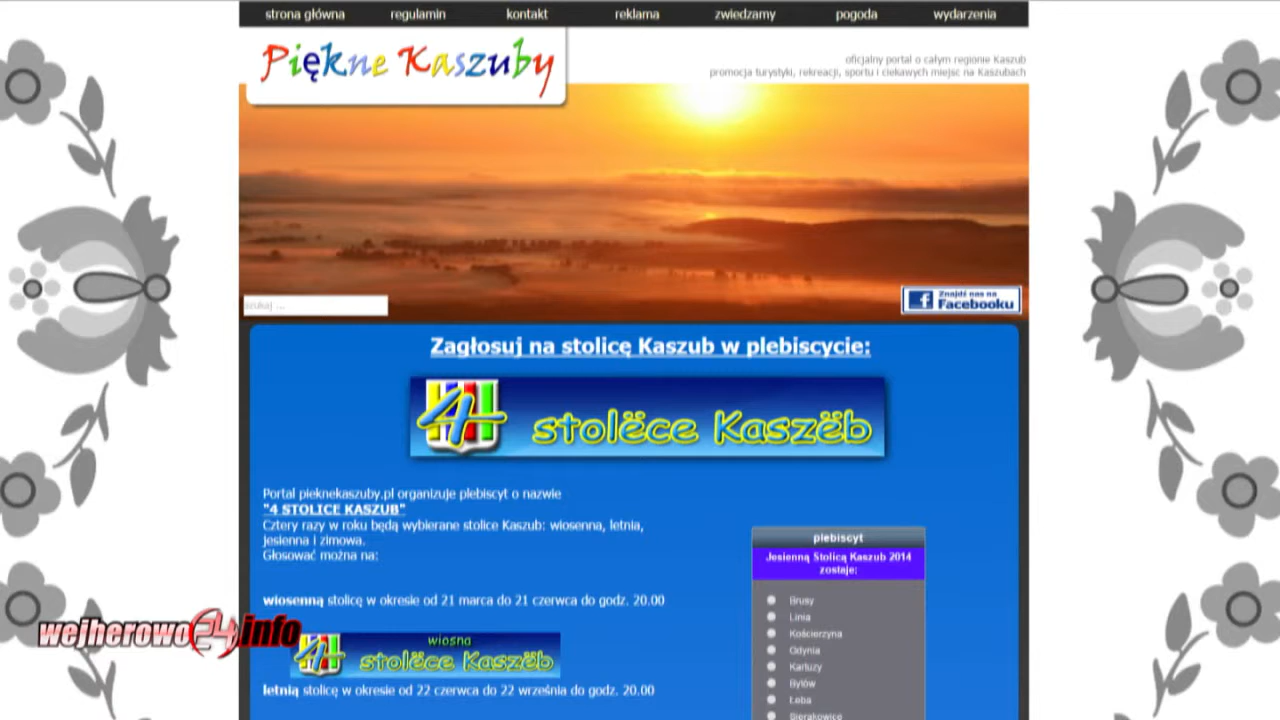 strona główna regulamin kontakt reklama zwiedzamy pogoda wydarzenia
Piękne Kaszuby
oficjalny portal o całym regionie Kaszub
promocja turystyki, rekreacji, sportu i ciekawych miejsc na Kaszubach
szukaj ...
Znajdź nas na
Facebooku
Zagłosuj na stolicę Kaszub w plebiscycie:
4 stolëce Kaszëb
Portal pieknekaszuby.pl organizuje plebiscyt o nazwie
"4 STOLICE KASZUB"
Cztery razy w roku będą wybierane stolice Kaszub: wiosenna, letnia,
jesienna i zimowa.
Głosować można na:
wiosenną stolicę w okresie od 21 marca do 21 czerwca do godz. 20.00
wiosna
4 stolëce Kaszëb
letnią stolicę w okresie od 22 czerwca do 22 września do godz. 20.00
plebiscyt
Jesienną Stolicą Kaszub 2014
zostaje:
Brusy
Linia
Kościerzyna
Gdynia
Kartuzy
Bytów
Łeba
Sierakowice
wejherowo24info